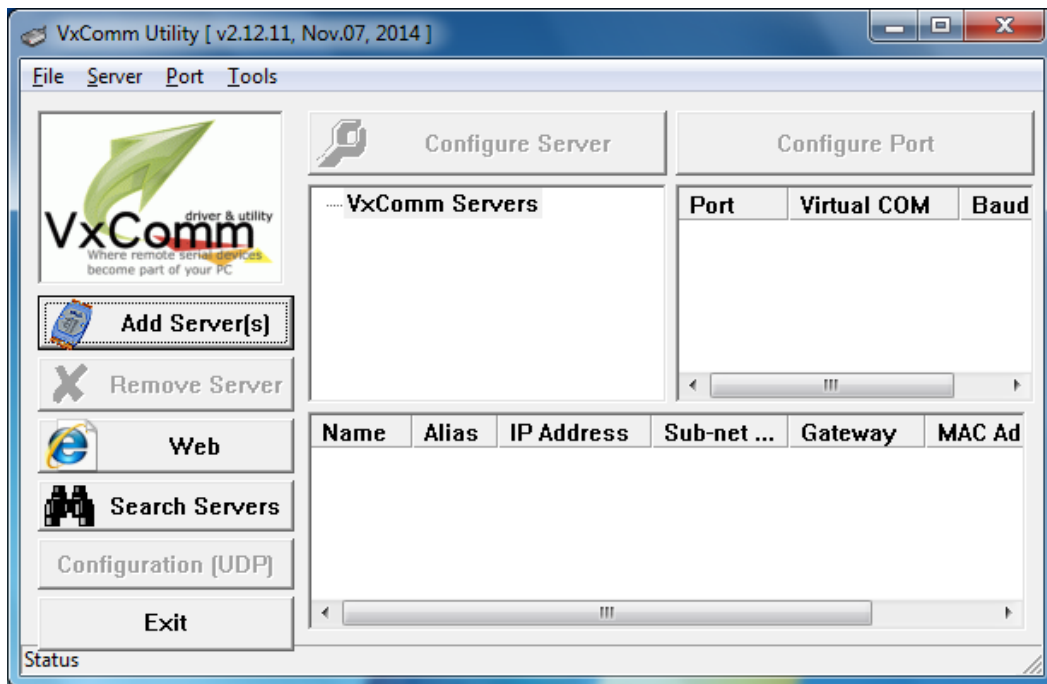 VxComm Utility [ v2.12.11, Nov.07, 2014 ]
File Server Port Tools
VxComm
driver & utility
Where remote serial devices
become part of your PC
Configure Server
Configure Port
VxComm Servers
Port Virtual COM Baud
Add Server(s)
Remove Server
Web
Search Servers
Configuration (UDP)
Exit
Name Alias IP Address Sub-net ... Gateway MAC Ad
Status